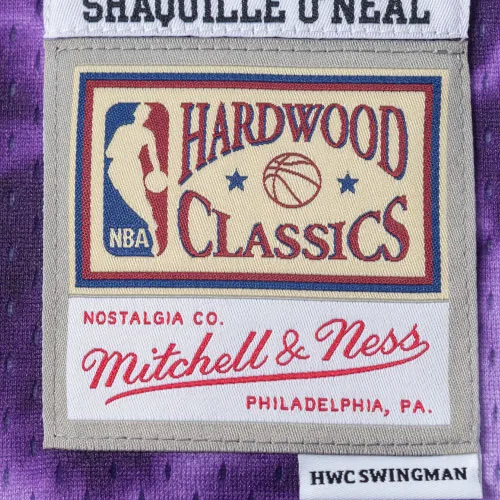 SHAQUILLE O'NEAL
HARDWOOD
CLASSICS
NBA
NOSTALGIA CO.
Mitchell & Ness
PHILADELPHIA, PA.
HWC SWINGMAN